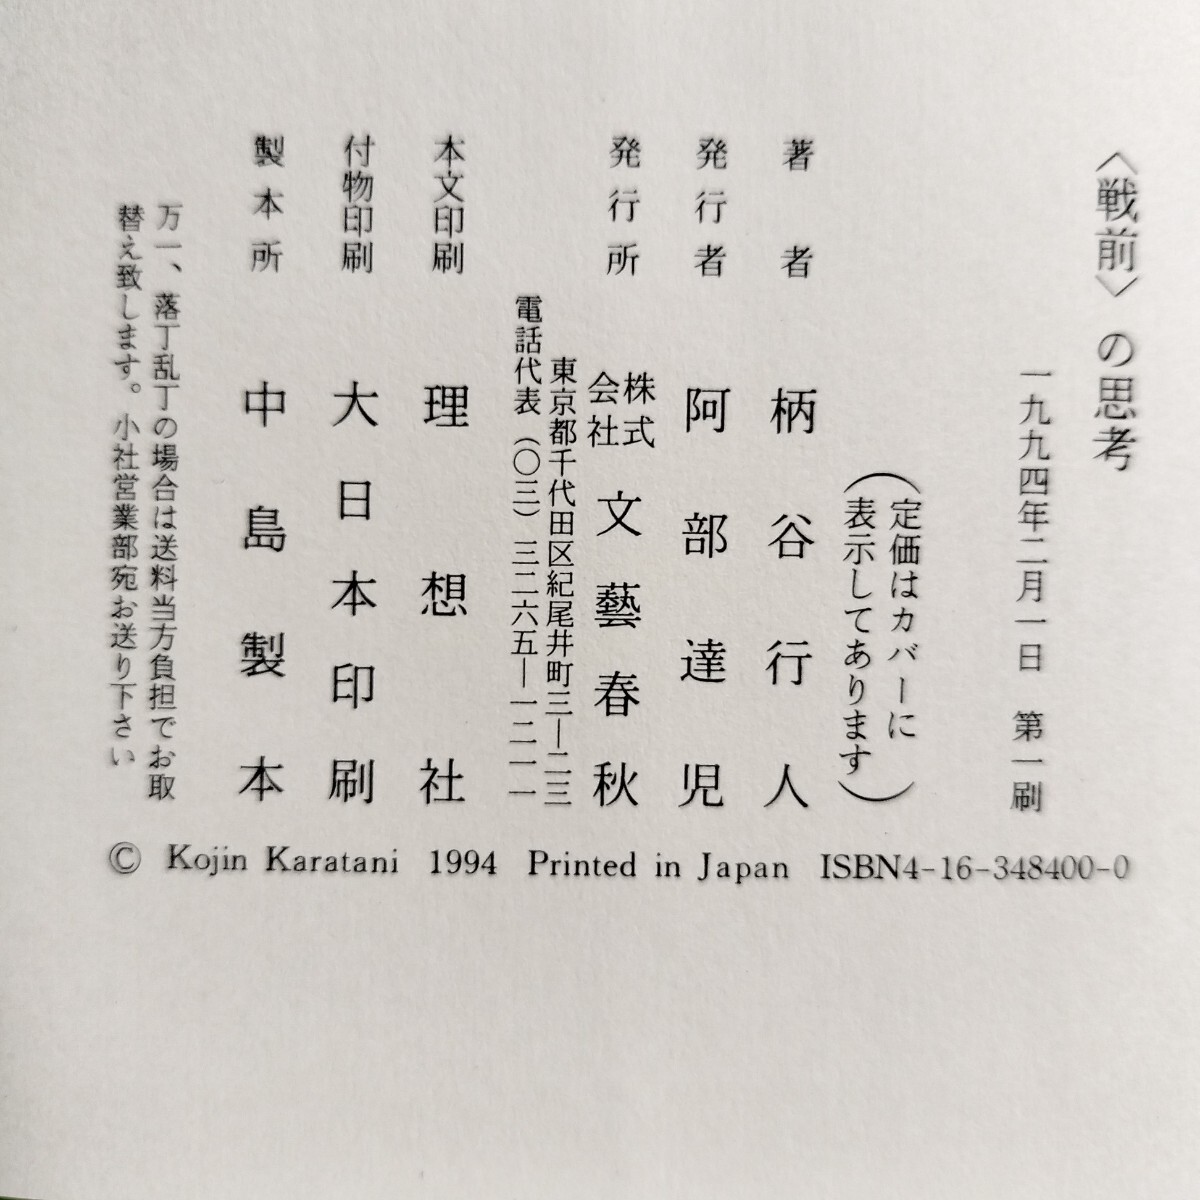 〈戦前〉の思考
一九九四年二月一日　第一刷
（定価はカバーに
表示してあります）
著者　柄谷行人
発行者　阿部達児
発行所　株式会社　文藝春秋
東京都千代田区紀尾井町三―二三
電話代表（〇三）三二六五―一二一一
本文印刷　理想社
付物印刷　大日本印刷
製本所　中島製本
万一、落丁乱丁の場合は送料当方負担でお取
替え致します。小社営業部宛お送り下さい
© Kojin Karatani 1994 Printed in Japan ISBN4-16-348400-0